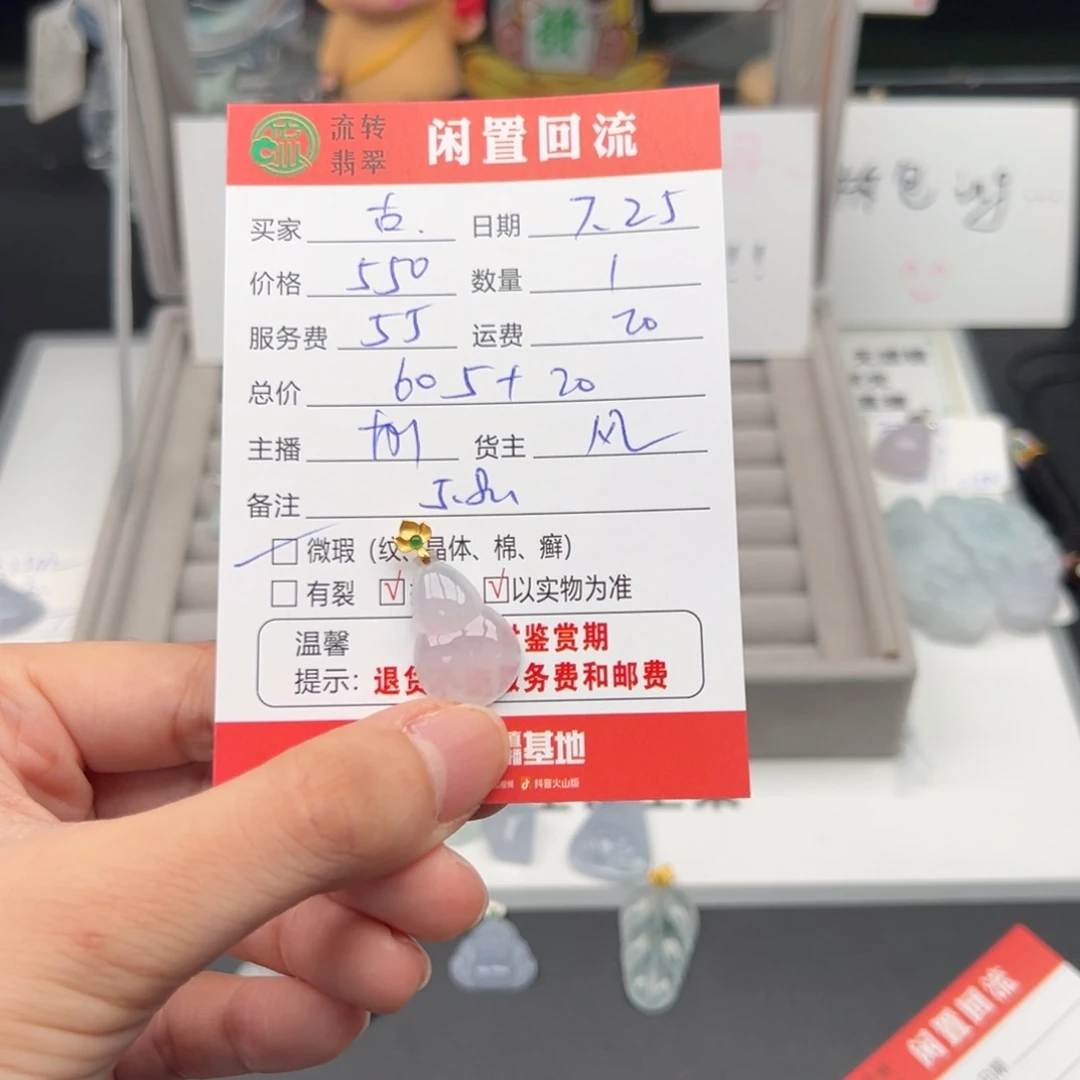 流转
翡翠
闲置回流
买家 古. 日期 7.25
价格 550 数量 1
服务费 55 运费 20
总价 605+20
主播 货主 风
备注
微瑕（纹、晶体、棉、癣）
有裂 √ √以实物为准
温馨 鉴赏期
提示：退货 服务费和邮费
基地
抖音火山版
闲置回流